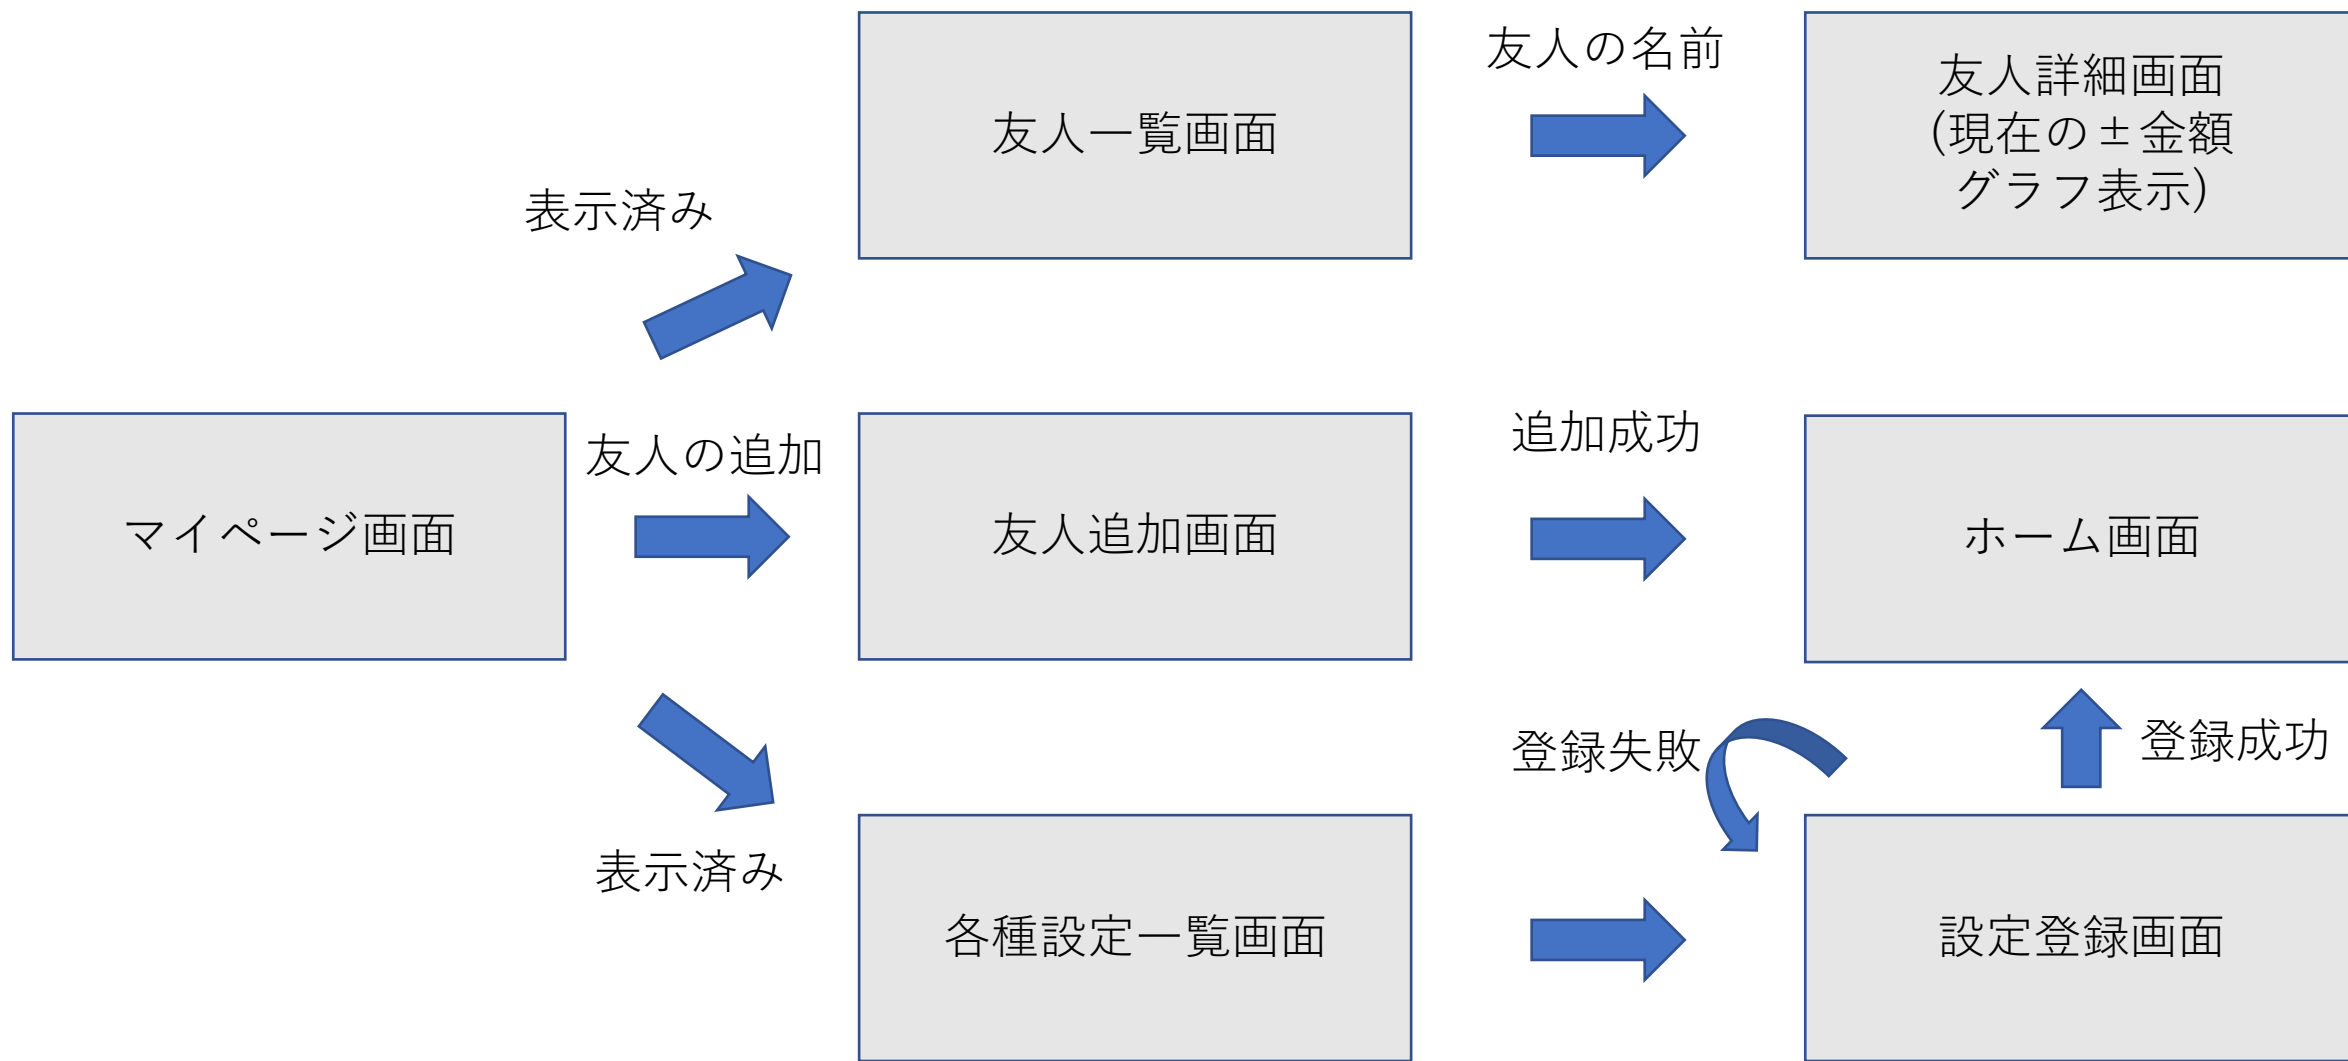 友人一覧画面
友人の名前
友人詳細画面
(現在の±金額
グラフ表示)
表示済み
マイページ画面
友人の追加
友人追加画面
追加成功
ホーム画面
登録失敗
登録成功
表示済み
各種設定一覧画面
設定登録画面